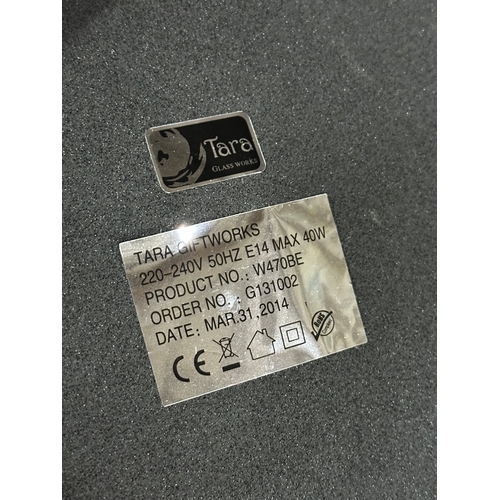 Tara
GLASS WORKS
TARA GIFTWORKS
220-240V 50HZ E14 MAX 40W
PRODUCT NO.: W470BE
ORDER NO.: G131002
DATE: MAR.31,2014
CE
RoHS